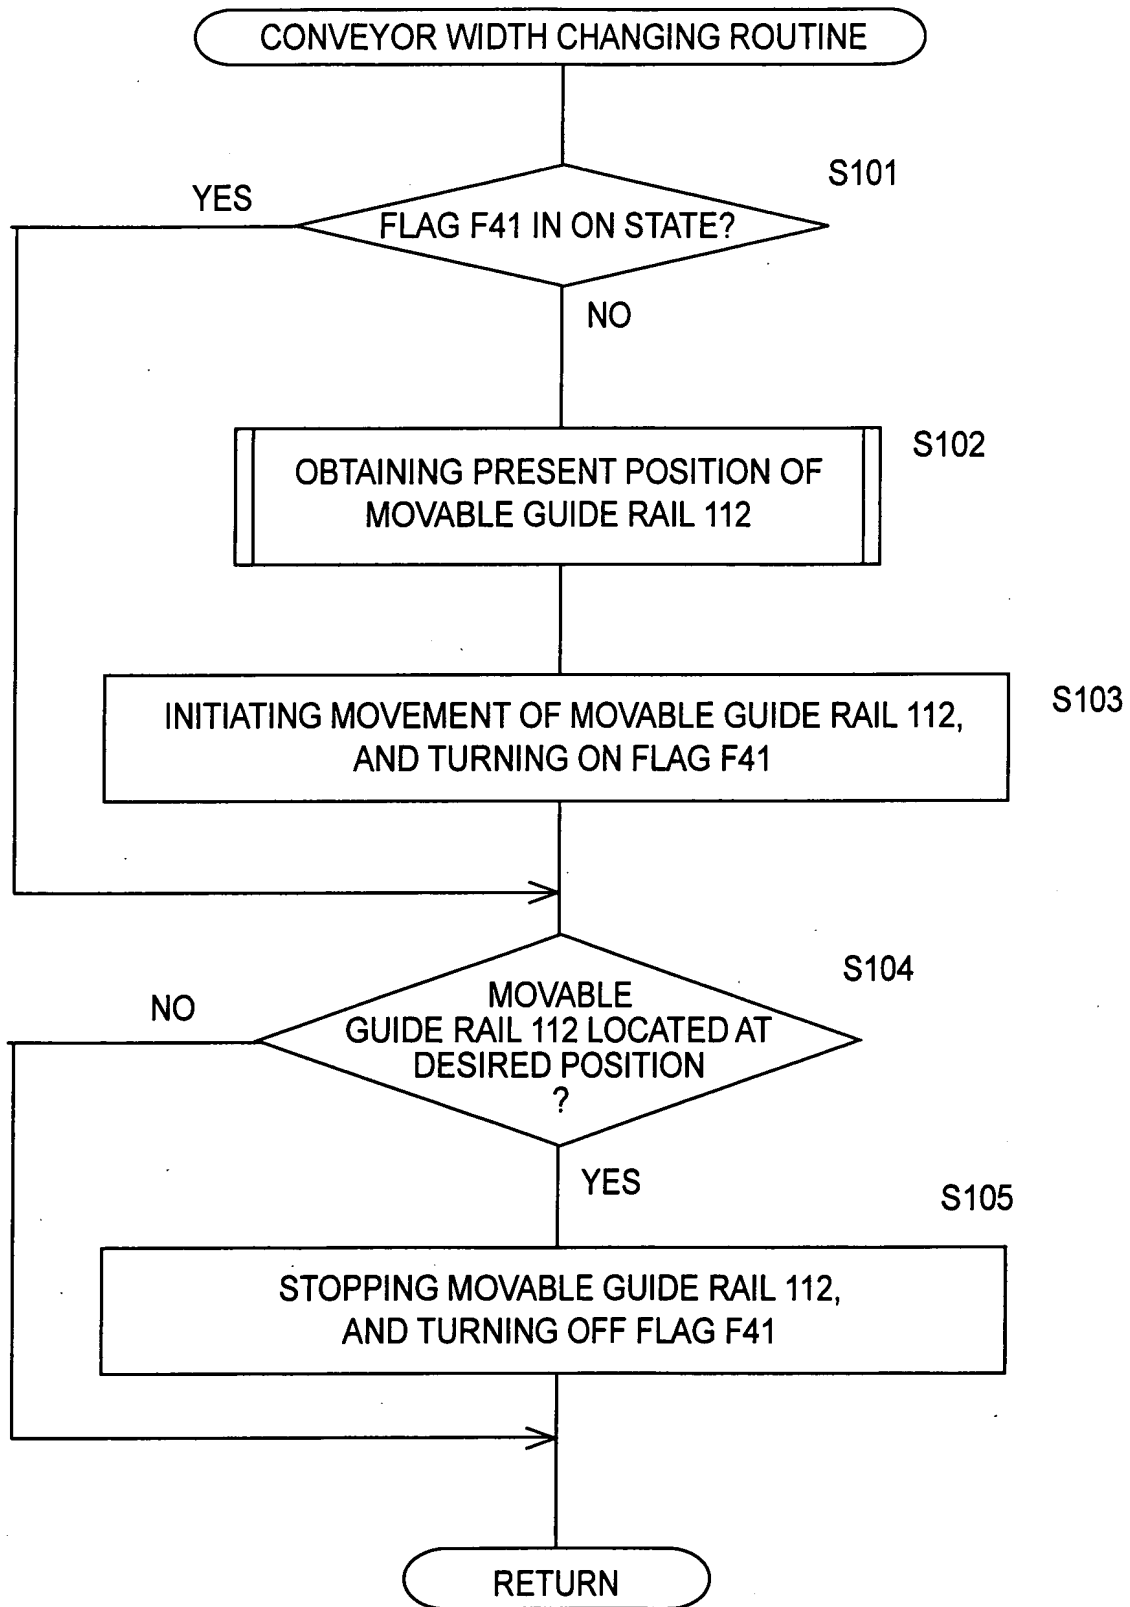 CONVEYOR WIDTH CHANGING ROUTINE
S101
YES
FLAG F41 IN ON STATE?
NO
S102
OBTAINING PRESENT POSITION OF
MOVABLE GUIDE RAIL 112
S103
INITIATING MOVEMENT OF MOVABLE GUIDE RAIL 112,
AND TURNING ON FLAG F41
S104
NO
MOVABLE
GUIDE RAIL 112 LOCATED AT
DESIRED POSITION
?
YES
S105
STOPPING MOVABLE GUIDE RAIL 112,
AND TURNING OFF FLAG F41
RETURN